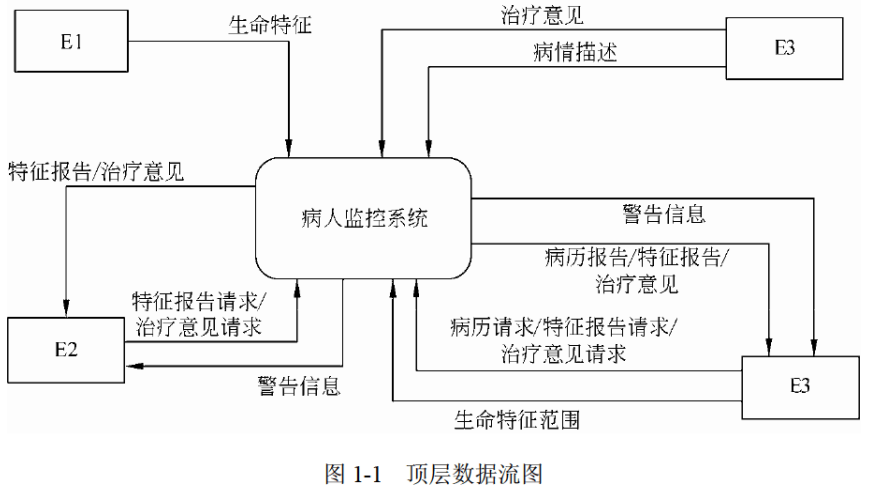 E1
生命特征
治疗意见
病情描述
E3
特征报告/治疗意见
病人监控系统
警告信息
病历报告/特征报告/
治疗意见
特征报告请求/
治疗意见请求
病历请求/特征报告请求/
治疗意见请求
E2
警告信息
E3
生命特征范围
图 1-1 顶层数据流图